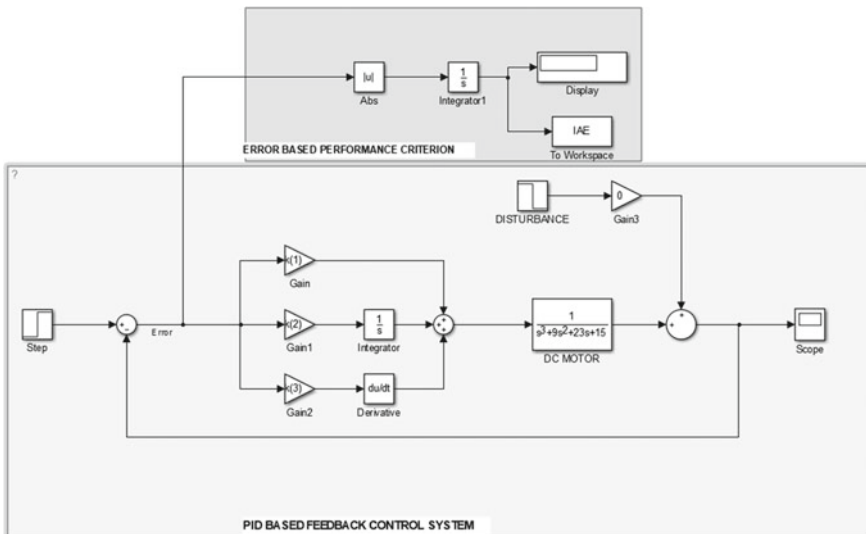 |u|
Abs
1
s
Integrator1
Display
IAE
To Workspace
ERROR BASED PERFORMANCE CRITERION
?
DISTURBANCE
0
Gain3
Step
+
−
Error
k(1)
Gain
k(2)
Gain1
1
s
Integrator
k(3)
Gain2
du/dt
Derivative
+
+
+
1
s³+9s²+23s+15
DC MOTOR
+
+
Scope
PID BASED FEEDBACK CONTROL SYSTEM